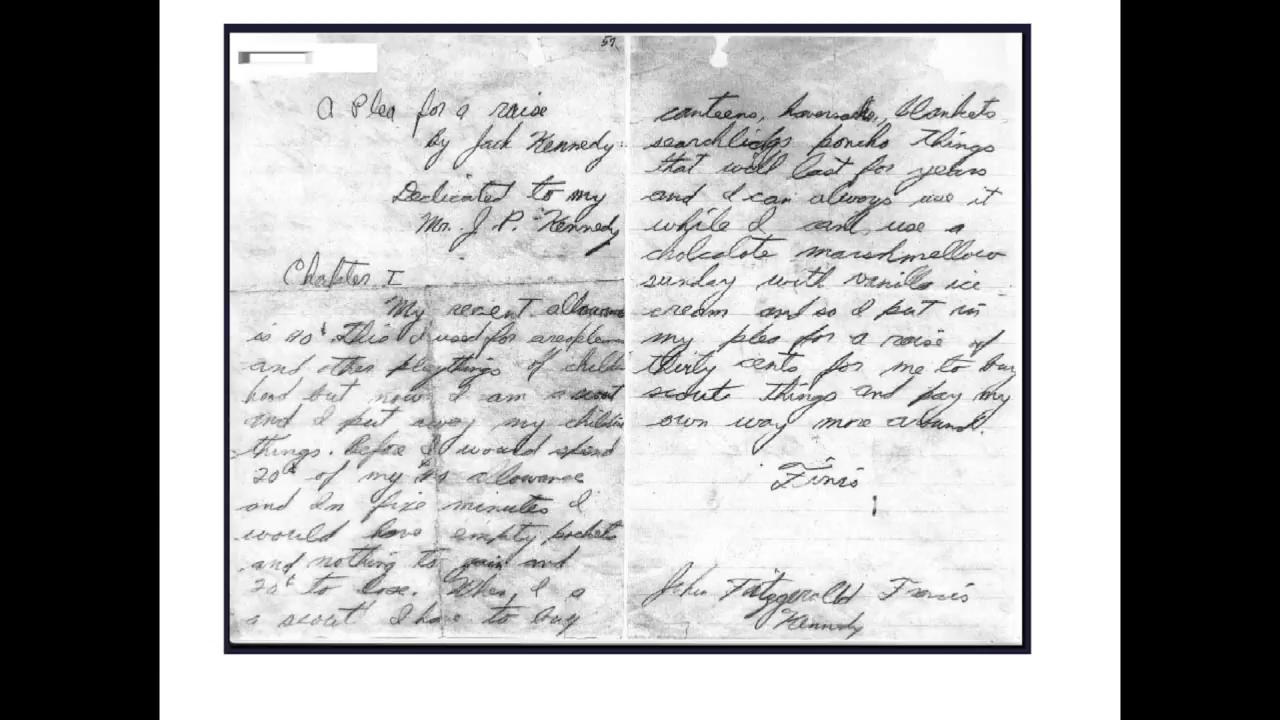 57
A Plea for a raise
By Jack Kennedy
Dedicated to my
Mr. J. P. Kennedy
Chapter I
My recent allowance
is 40¢. This I used for areoplane
and other playthings of child
hood but now I am a scout
and I put away my childis
things. Before I would spend
20¢ of my ¢40 allowance
and In five minutes I
would have empty pockets
and nothing to gain and
20¢ to lose. When I a
a scout I have to buy
canteens, haversacks, blankets
searchlidgs poncho things
that will last for years
and I can always use it
while I cant use a
cholcolote marshmellow
sunday with vanilla ice
cream and so I put in
my plea for a raise of
thirty cents for me to buy
scouts things and pay my
own way more around.
Finis
John Fitzgerald Francis
Kennedy